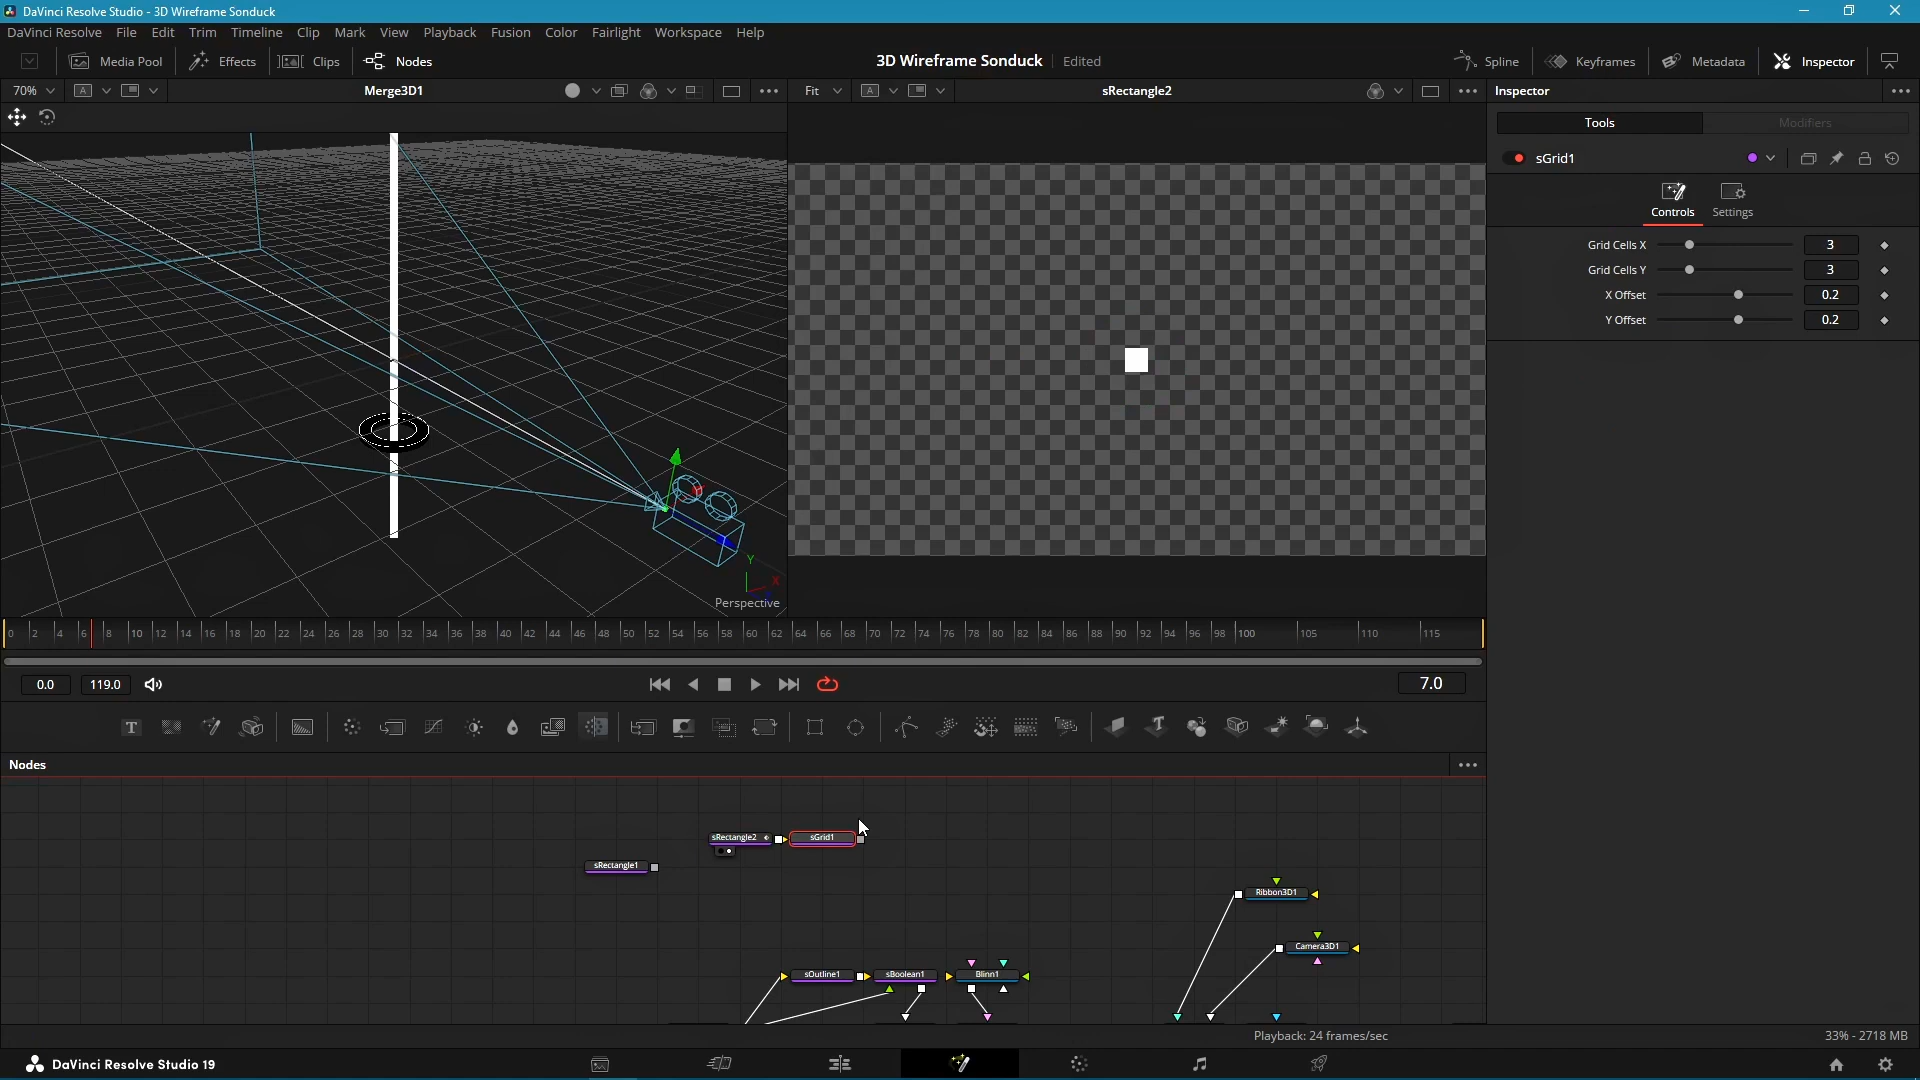 DaVinci Resolve Studio - 3D Wireframe Sonduck
DaVinci Resolve File Edit Trim Timeline Clip Mark View Playback Fusion Color Fairlight Workspace Help
Media Pool Effects Clips Nodes 3D Wireframe Sonduck Edited Spline Keyframes Metadata Inspector
70% A Merge3D1 Fit A sRectangle2 Inspector
Tools Modifiers
sGrid1
Controls Settings
Grid Cells X 3
Grid Cells Y 3
X Offset 0.2
Y Offset 0.2
Y
X
Perspective
0 2 4 6 8 10 12 14 16 18 20 22 24 26 28 30 32 34 36 38 40 42 44 46 48 50 52 54 56 58 60 62 64 66 68 70 72 74 76 78 80 82 84 86 88 90 92 94 96 98 100 105 110 115
0.0 119.0 7.0
T T
Nodes
sRectangle2 sGrid1
sRectangle1
Ribbon3D1
Camera3D1
sOutline1 sBoolean1 Blinn1
Playback: 24 frames/sec 33% - 2718 MB
DaVinci Resolve Studio 19